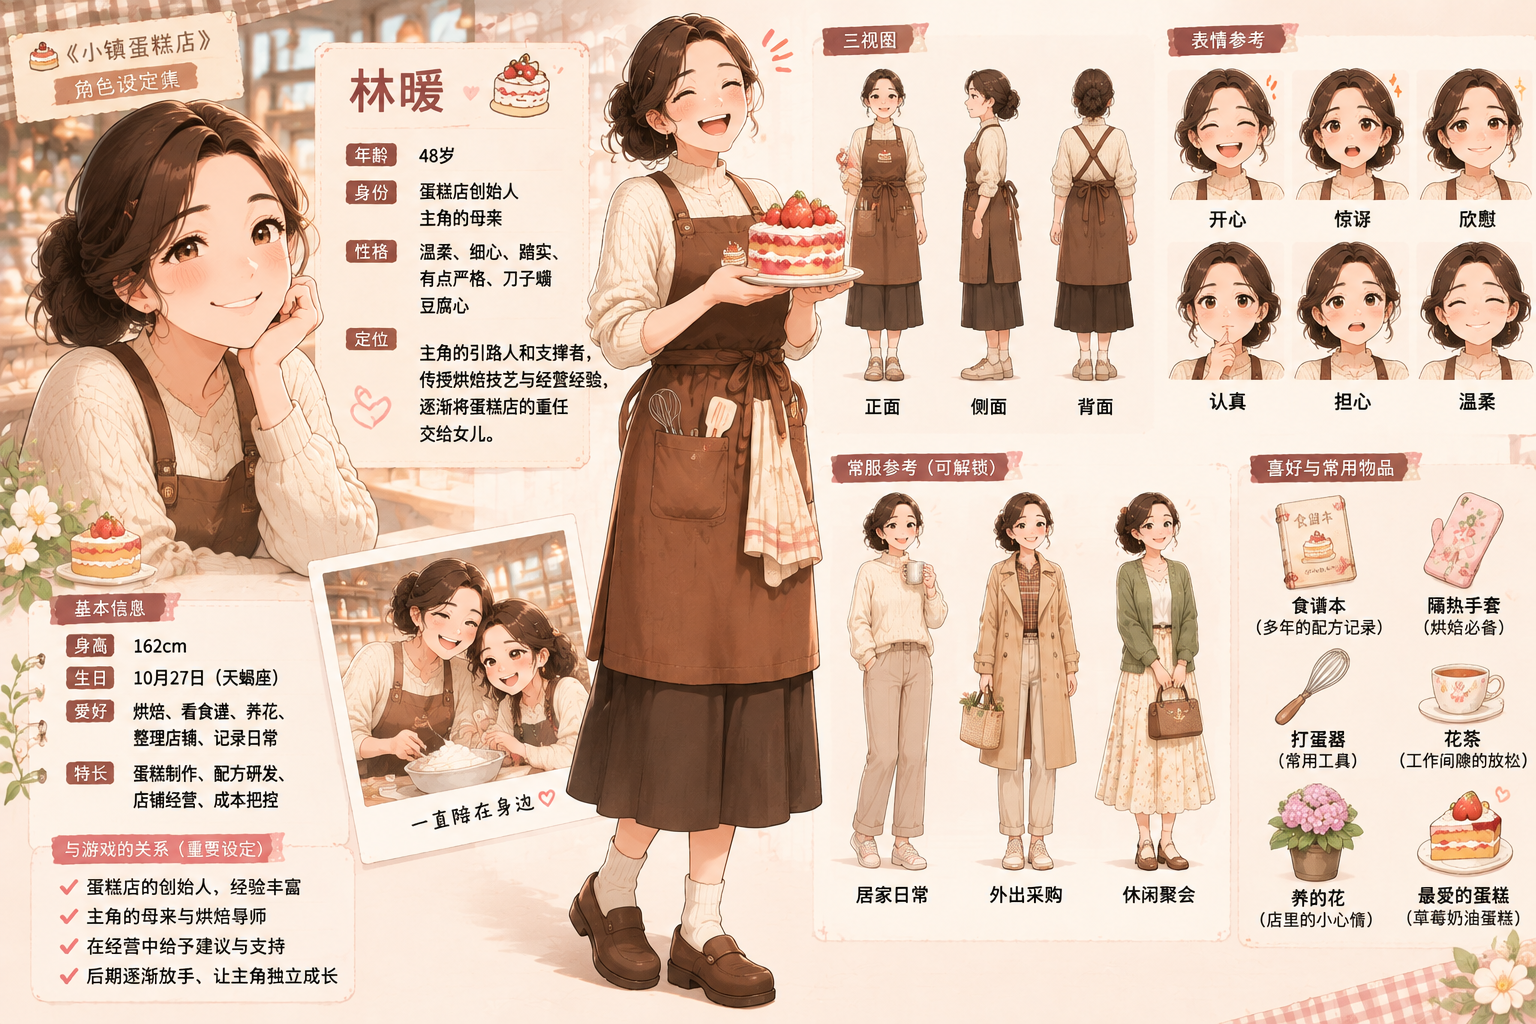 《小镇蛋糕店》
角色设定集
林暖
年龄
48岁
身份
蛋糕店创始人
主角的母亲
性格
温柔、细心、踏实、
有点严格、刀子嘴
豆腐心
定位
主角的引路人和支撑者,
传授烘焙技艺与经营经验,
逐渐将蛋糕店的重任
交给女儿。
基本信息
身高
162cm
生日
10月27日(天蝎座)
爱好
烘焙、看食谱、养花、
整理店铺、记录日常
特长
蛋糕制作、配方研发、
店铺经营、成本把控
与游戏的关系(重要设定)
蛋糕店的创始人,经验丰富
主角的母亲与烘焙导师
在经营中给予建议与支持
后期逐渐放手、让主角独立成长
一直陪在身边
三视图
正面
侧面
背面
表情参考
开心
惊讶
欣慰
认真
担心
温柔
常服参考(可解锁)
居家日常
外出采购
休闲聚会
喜好与常用物品
食谱本
(多年的配方记录)
隔热手套
(烘焙必备)
打蛋器
(常用工具)
花茶
(工作间隙的放松)
养的花
(店里的小心情)
最爱的蛋糕
(草莓奶油蛋糕)